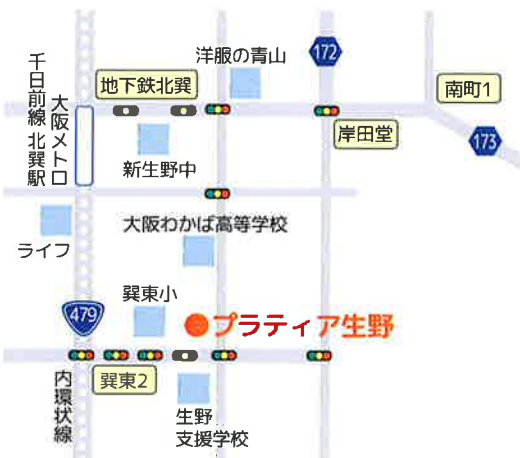 洋服の青山
172
千日前線 北巽駅
大阪メトロ
地下鉄北巽
南町1
岸田堂
173
新生野中
大阪わかば高等学校
ライフ
巽東小
479
プラティア生野
内環状線
巽東2
生野
支援学校